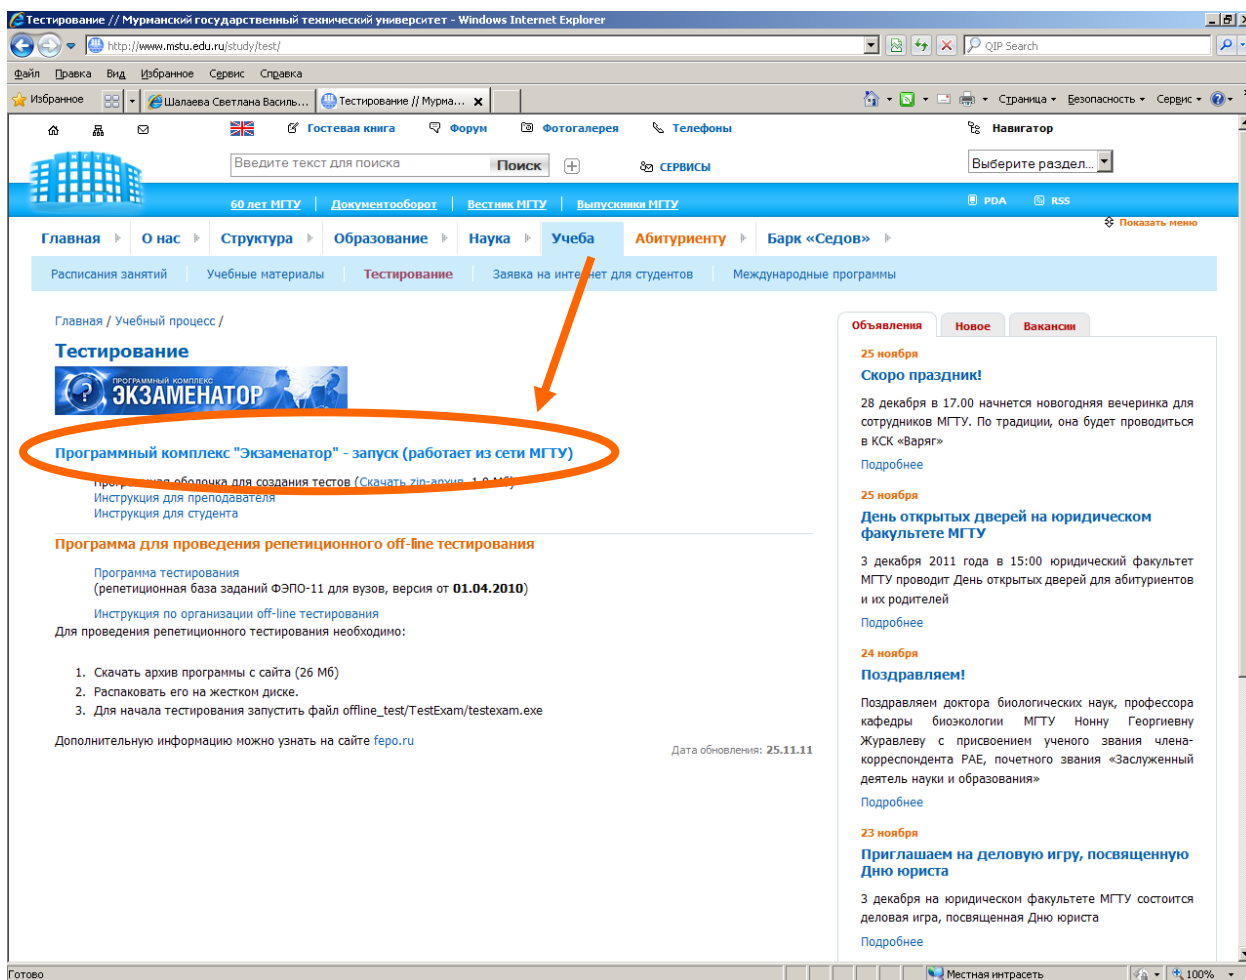 Тестирование // Мурманский государственный технический университет - Windows Internet Explorer
http://www.mstu.edu.ru/study/test/
QIP Search
Файл Правка Вид Избранное Сервис Справка
Избранное
Шалаева Светлана Василь...
Тестирование // Мурма...
Страница
Безопасность
Сервис
Гостевая книга
Форум
Фотогалерея
Телефоны
Навигатор
Введите текст для поиска
Поиск
СЕРВИСЫ
Выберите раздел...
60 лет МГТУ
Документооборот
Вестник МГТУ
Выпускники МГТУ
PDA
RSS
Показать меню
Главная
О нас
Структура
Образование
Наука
Учеба
Абитуриенту
Барк «Седов»
Расписания занятий
Учебные материалы
Тестирование
Заявка на интернет для студентов
Международные программы
Главная / Учебный процесс /
Тестирование
ПРОГРАММНЫЙ КОМПЛЕКС
ЭКЗАМЕНАТОР
Программный комплекс "Экзаменатор" - запуск (работает из сети МГТУ)
Программная оболочка для создания тестов (Скачать zip-архив, 1.9 Мб)
Инструкция для преподавателя
Инструкция для студента
Программа для проведения репетиционного off-line тестирования
Программа тестирования
(репетиционная база заданий ФЭПО-11 для вузов, версия от 01.04.2010)
Инструкция по организации off-line тестирования
Для проведения репетиционного тестирования необходимо:
1. Скачать архив программы с сайта (26 Мб)
2. Распаковать его на жестком диске.
3. Для начала тестирования запустить файл offline_test/TestExam/testexam.exe
Дополнительную информацию можно узнать на сайте fepo.ru
Дата обновления: 25.11.11
Объявления
Новое
Вакансии
25 ноября
Скоро праздник!
28 декабря в 17.00 начнется новогодняя вечеринка для
сотрудников МГТУ. По традиции, она будет проводиться
в КСК «Варяг»
Подробнее
25 ноября
День открытых дверей на юридическом
факультете МГТУ
3 декабря 2011 года в 15:00 юридический факультет
МГТУ проводит День открытых дверей для абитуриентов
и их родителей
Подробнее
24 ноября
Поздравляем!
Поздравляем доктора биологических наук, профессора
кафедры биоэкологии МГТУ Нонну Георгиевну
Журавлеву с присвоением ученого звания члена-
корреспондента РАЕ, почетного звания «Заслуженный
деятель науки и образования»
Подробнее
23 ноября
Приглашаем на деловую игру, посвященную
Дню юриста
3 декабря на юридическом факультете МГТУ состоится
деловая игра, посвященная Дню юриста
Подробнее
Готово
Местная интрасеть
100%